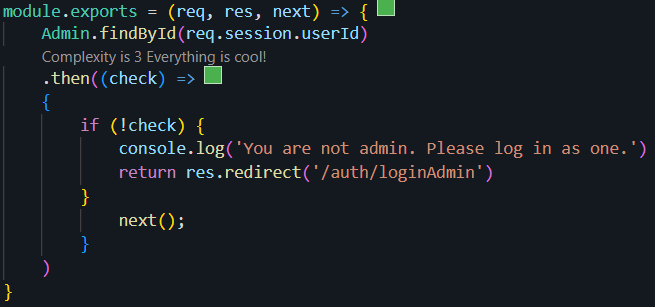 module.exports = (req, res, next) => {
    Admin.findById(req.session.userId)
    Complexity is 3 Everything is cool!
    .then((check) =>
    {
        if (!check) {
            console.log('You are not admin. Please log in as one.')
            return res.redirect('/auth/loginAdmin')
        }
            next();
        }
    )
}